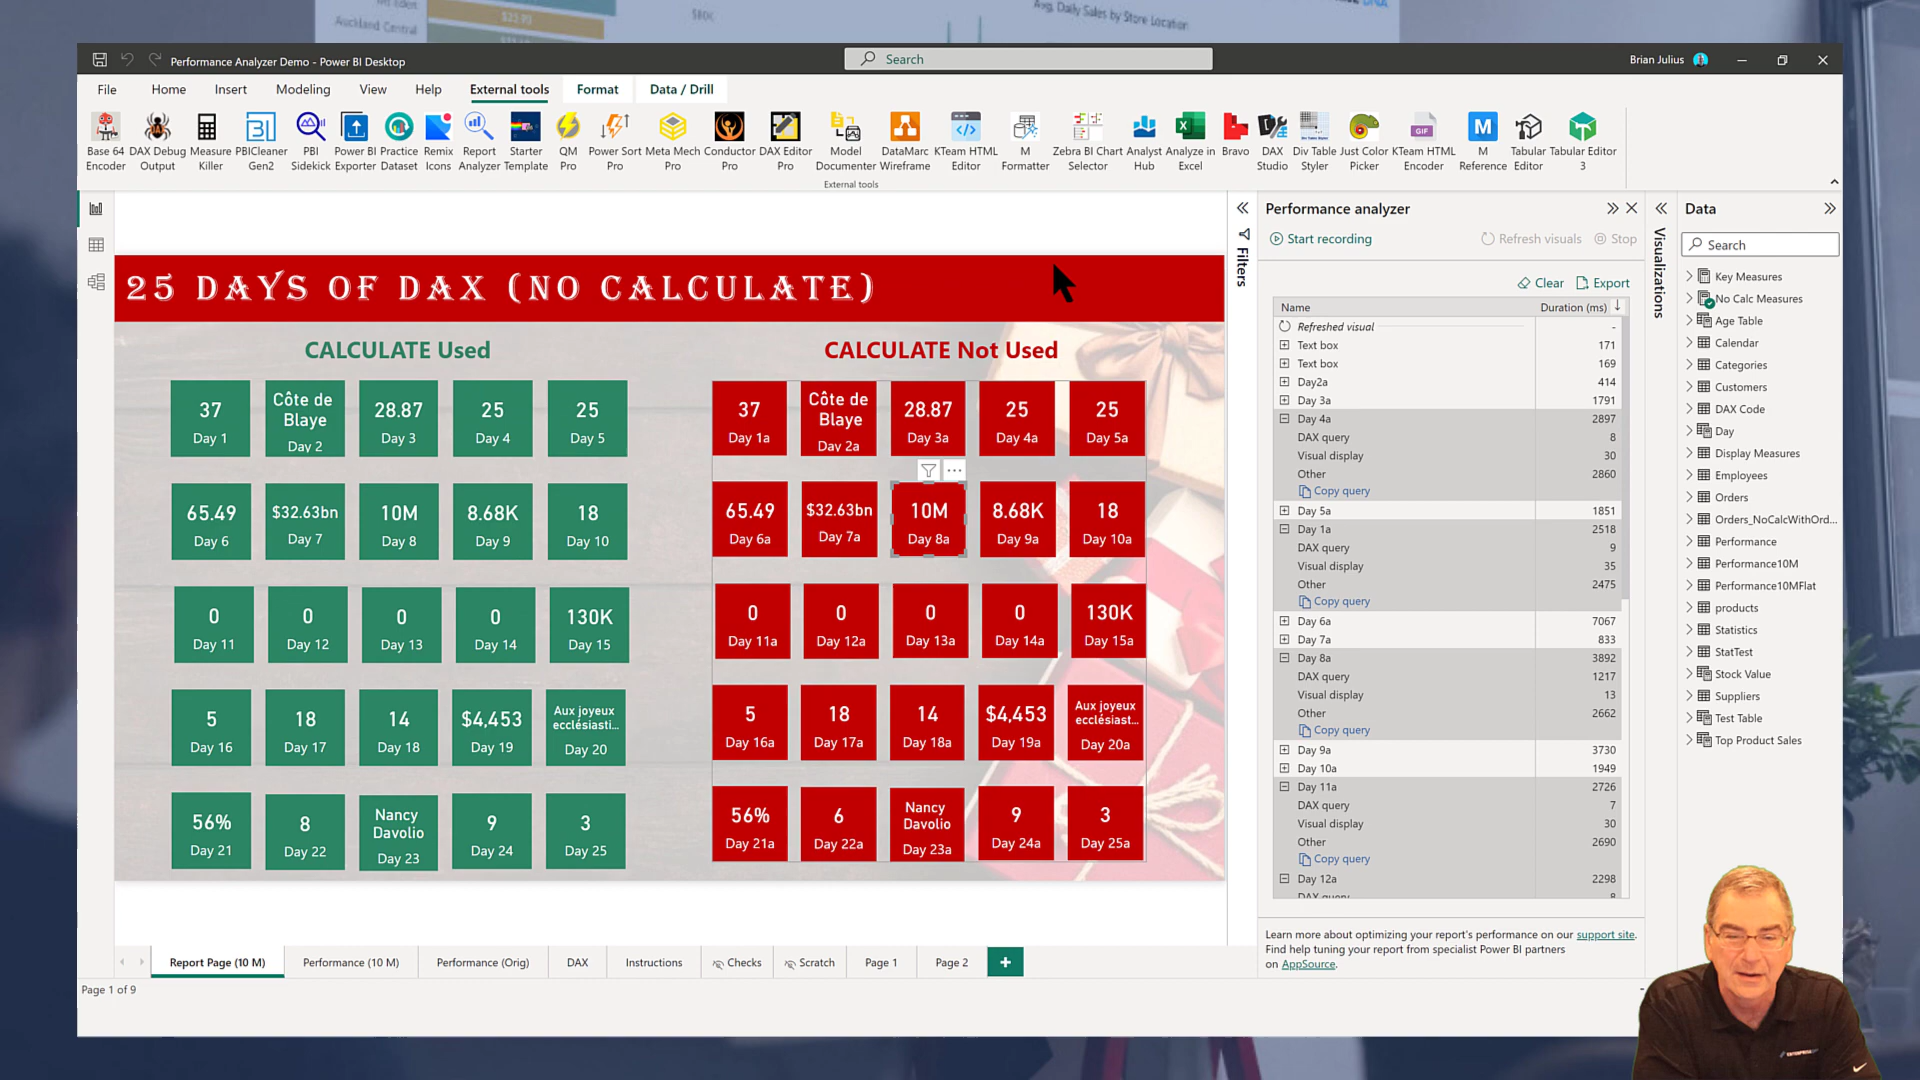 Auckland Central
$80K
Avg. Daily Sales by Store Location
DNA
Performance Analyzer Demo - Power BI Desktop
Search
Brian Julius
File Home Insert Modeling View Help External tools Format Data / Drill
Base 64 Encoder
DAX Debug Output
Measure Killer
PBICleaner Gen2
PBI Sidekick
Power BI Exporter
Practice Dataset
Remix Icons
Report Analyzer
Starter Template
QM Pro
Power Sort Pro
Meta Mech Pro
Conductor Pro
DAX Editor Pro
Model Documenter
DataMarc Wireframe
KTeam HTML Editor
M Formatter
Zebra BI Chart Selector
Analyst Hub
Analyze in Excel
Bravo
DAX Studio
Div Table Styler
Just Color Picker
KTeam HTML Encoder
M Reference
Tabular Editor
Tabular Editor 3
External tools
25 DAYS OF DAX (NO CALCULATE)
CALCULATE Used
37 Côte de Blaye 28.87 25 25
Day 1 Day 2 Day 3 Day 4 Day 5
65.49 $32.63bn 10M 8.68K 18
Day 6 Day 7 Day 8 Day 9 Day 10
0 0 0 0 130K
Day 11 Day 12 Day 13 Day 14 Day 15
5 18 14 $4,453 Aux joyeux ecclésiasti...
Day 16 Day 17 Day 18 Day 19 Day 20
56% 8 Nancy Davolio 9 3
Day 21 Day 22 Day 23 Day 24 Day 25
CALCULATE Not Used
37 Côte de Blaye 28.87 25 25
Day 1a Day 2a Day 3a Day 4a Day 5a
65.49 $32.63bn 10M 8.68K 18
Day 6a Day 7a Day 8a Day 9a Day 10a
0 0 0 0 130K
Day 11a Day 12a Day 13a Day 14a Day 15a
5 18 14 $4,453 Aux joyeux ecclésiast...
Day 16a Day 17a Day 18a Day 19a Day 20a
56% 6 Nancy Davolio 9 3
Day 21a Day 22a Day 23a Day 24a Day 25a
Filters
Performance analyzer
Start recording Refresh visuals Stop
Clear Export
Name Duration (ms)
Refreshed visual -
Text box 171
Text box 169
Day2a 414
Day 3a 1791
Day 4a 2897
DAX query 8
Visual display 30
Other 2860
Copy query
Day 5a 1851
Day 1a 2518
DAX query 9
Visual display 35
Other 2475
Copy query
Day 6a 7067
Day 7a 833
Day 8a 3892
DAX query 1217
Visual display 13
Other 2662
Copy query
Day 9a 3730
Day 10a 1949
Day 11a 2726
DAX query 7
Visual display 30
Other 2690
Copy query
Day 12a 2298
DAX query 8
Learn more about optimizing your report's performance on our support site.
Find help tuning your report from specialist Power BI partners
on AppSource.
Visualizations
Data
Search
Key Measures
No Calc Measures
Age Table
Calendar
Categories
Customers
DAX Code
Day
Display Measures
Employees
Orders
Orders_NoCalcWithOrd...
Performance
Performance10M
Performance10MFlat
products
Statistics
StatTest
Stock Value
Suppliers
Test Table
Top Product Sales
Report Page (10 M) Performance (10 M) Performance (Orig) DAX Instructions Checks Scratch Page 1 Page 2
Page 1 of 9